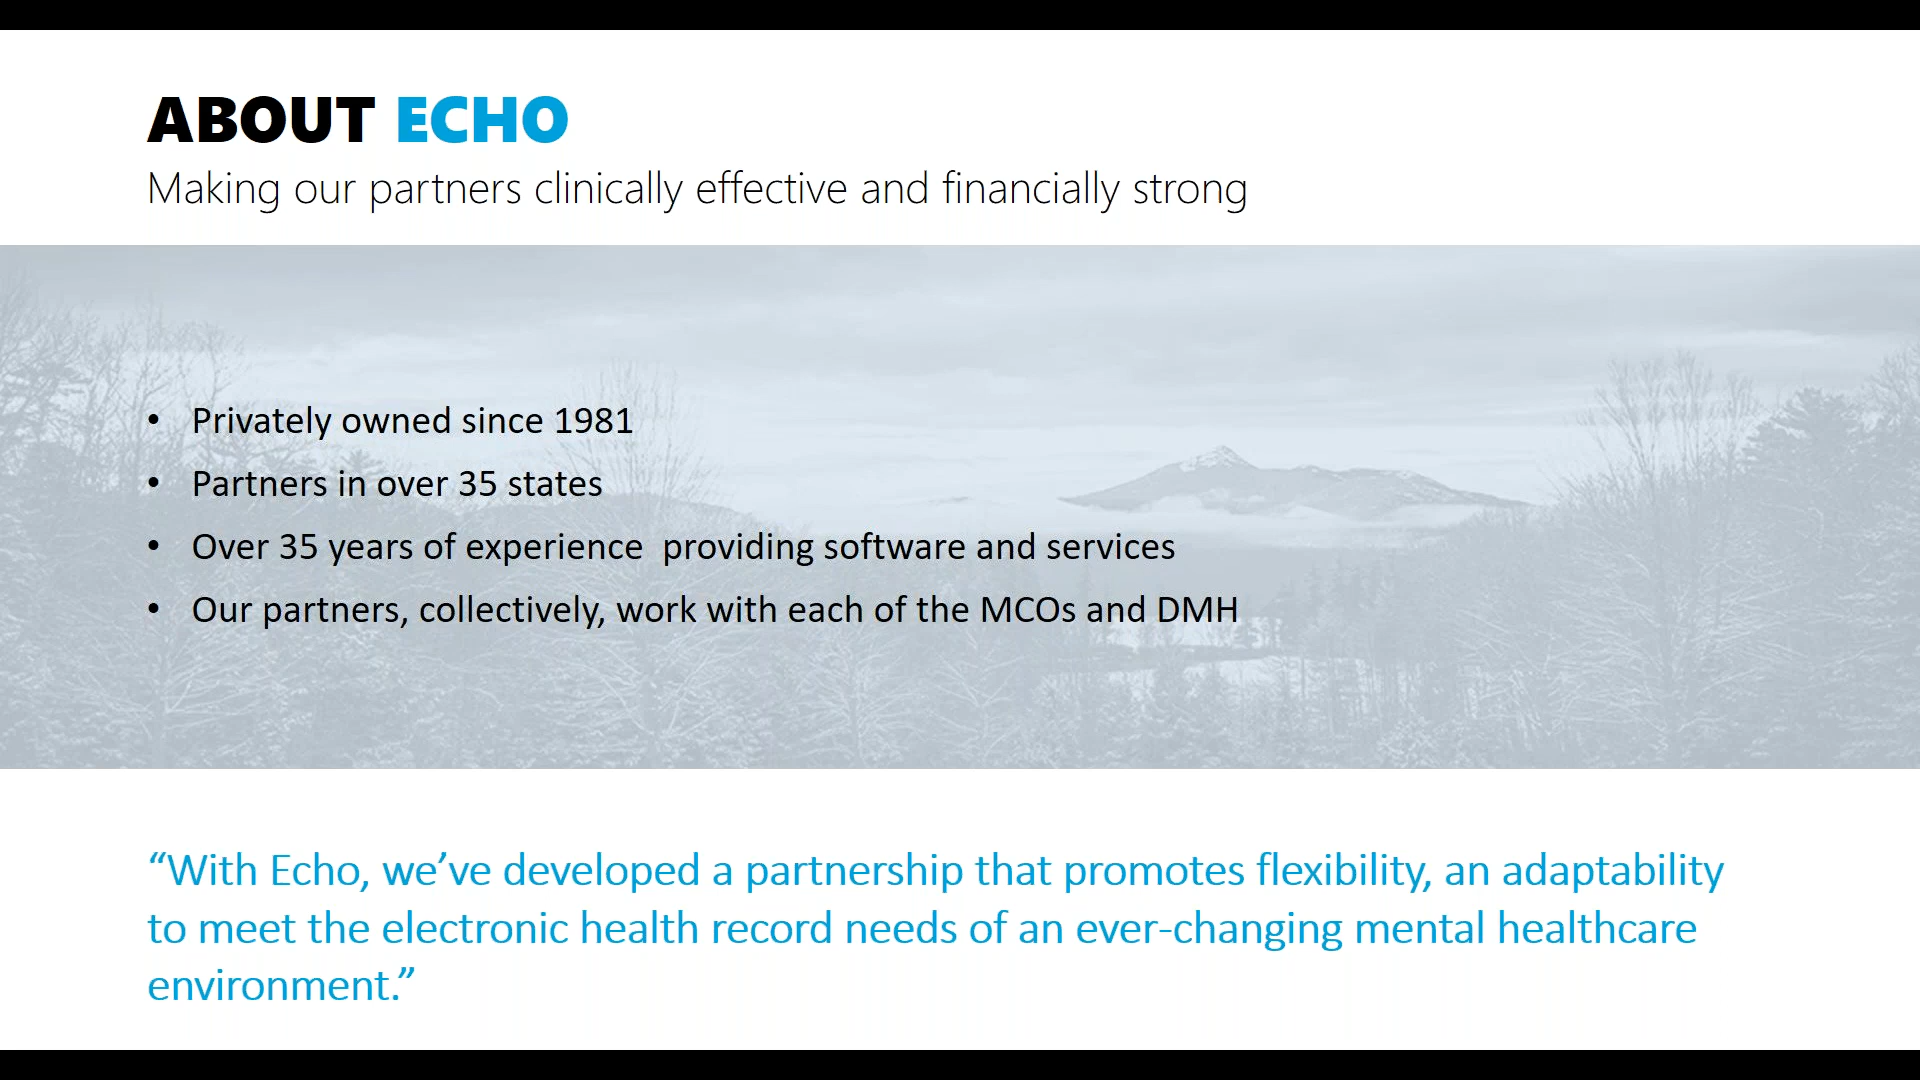 ABOUT ECHO
Making our partners clinically effective and financially strong
• Privately owned since 1981
• Partners in over 35 states
• Over 35 years of experience  providing software and services
• Our partners, collectively, work with each of the MCOs and DMH
“With Echo, we’ve developed a partnership that promotes flexibility, an adaptability
to meet the electronic health record needs of an ever-changing mental healthcare
environment.”